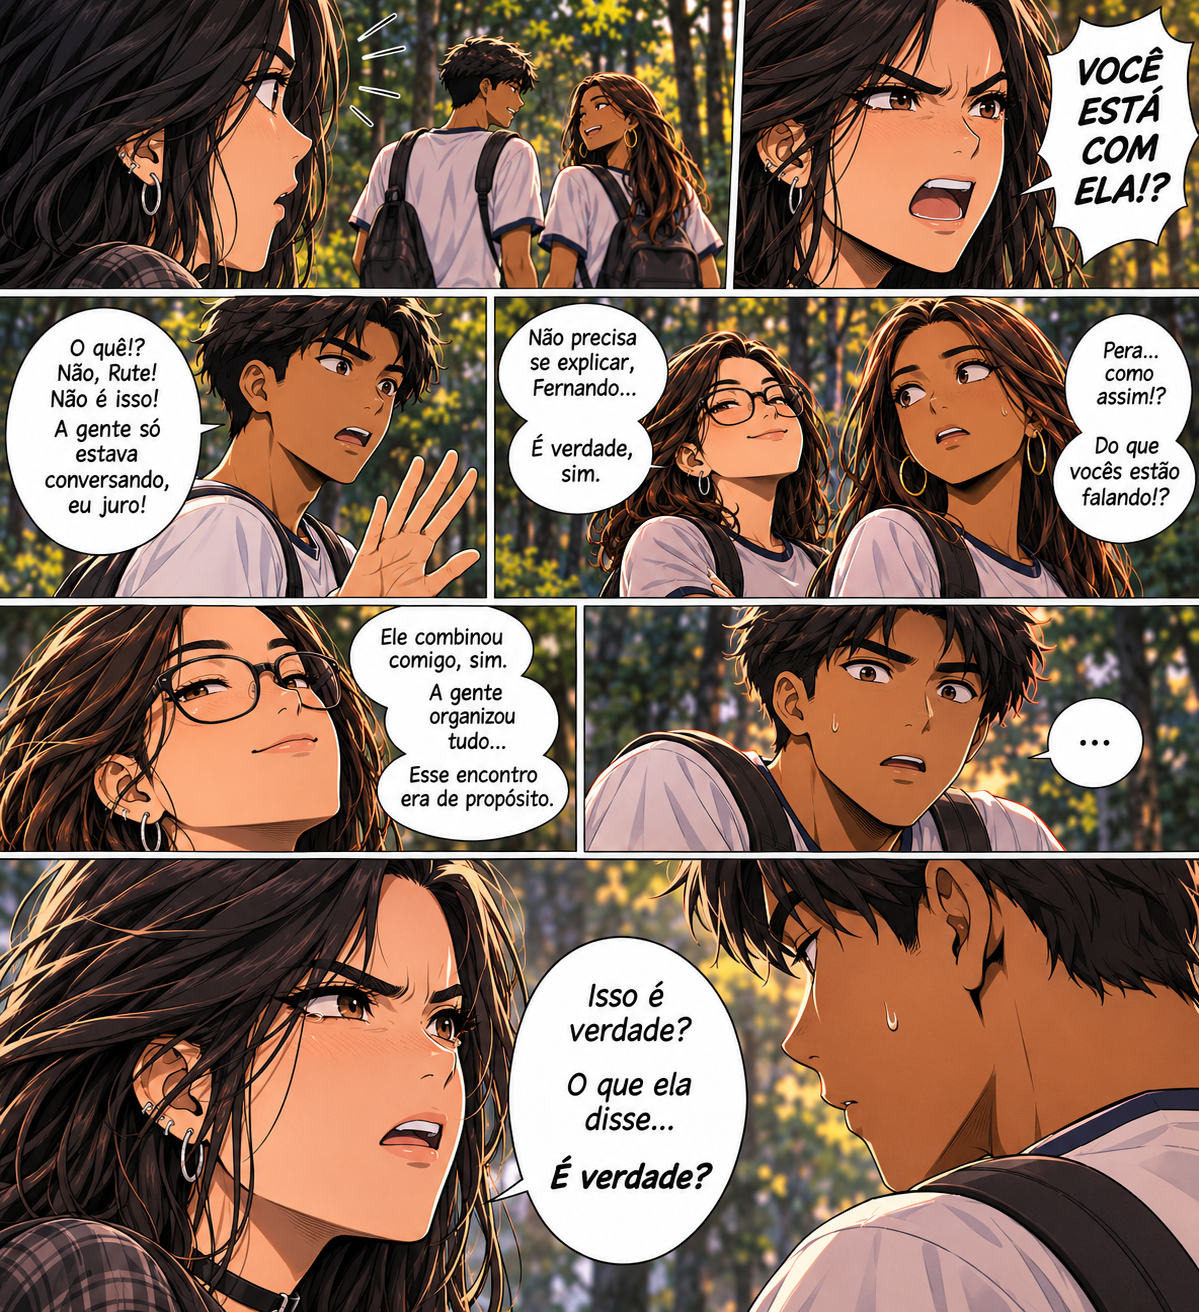 VOCÊ
ESTÁ
COM
ELA!?
O quê!?
Não, Rute!
Não é isso!
A gente só
estava
conversando,
eu juro!
Não precisa
se explicar,
Fernando...
É verdade,
sim.
Pera...
como
assim!?
Do que
vocês estão
falando!?
Ele combinou
comigo, sim.
A gente
organizou
tudo...
Esse encontro
era de propósito.
...
Isso é
verdade?
O que ela
disse...
É verdade?